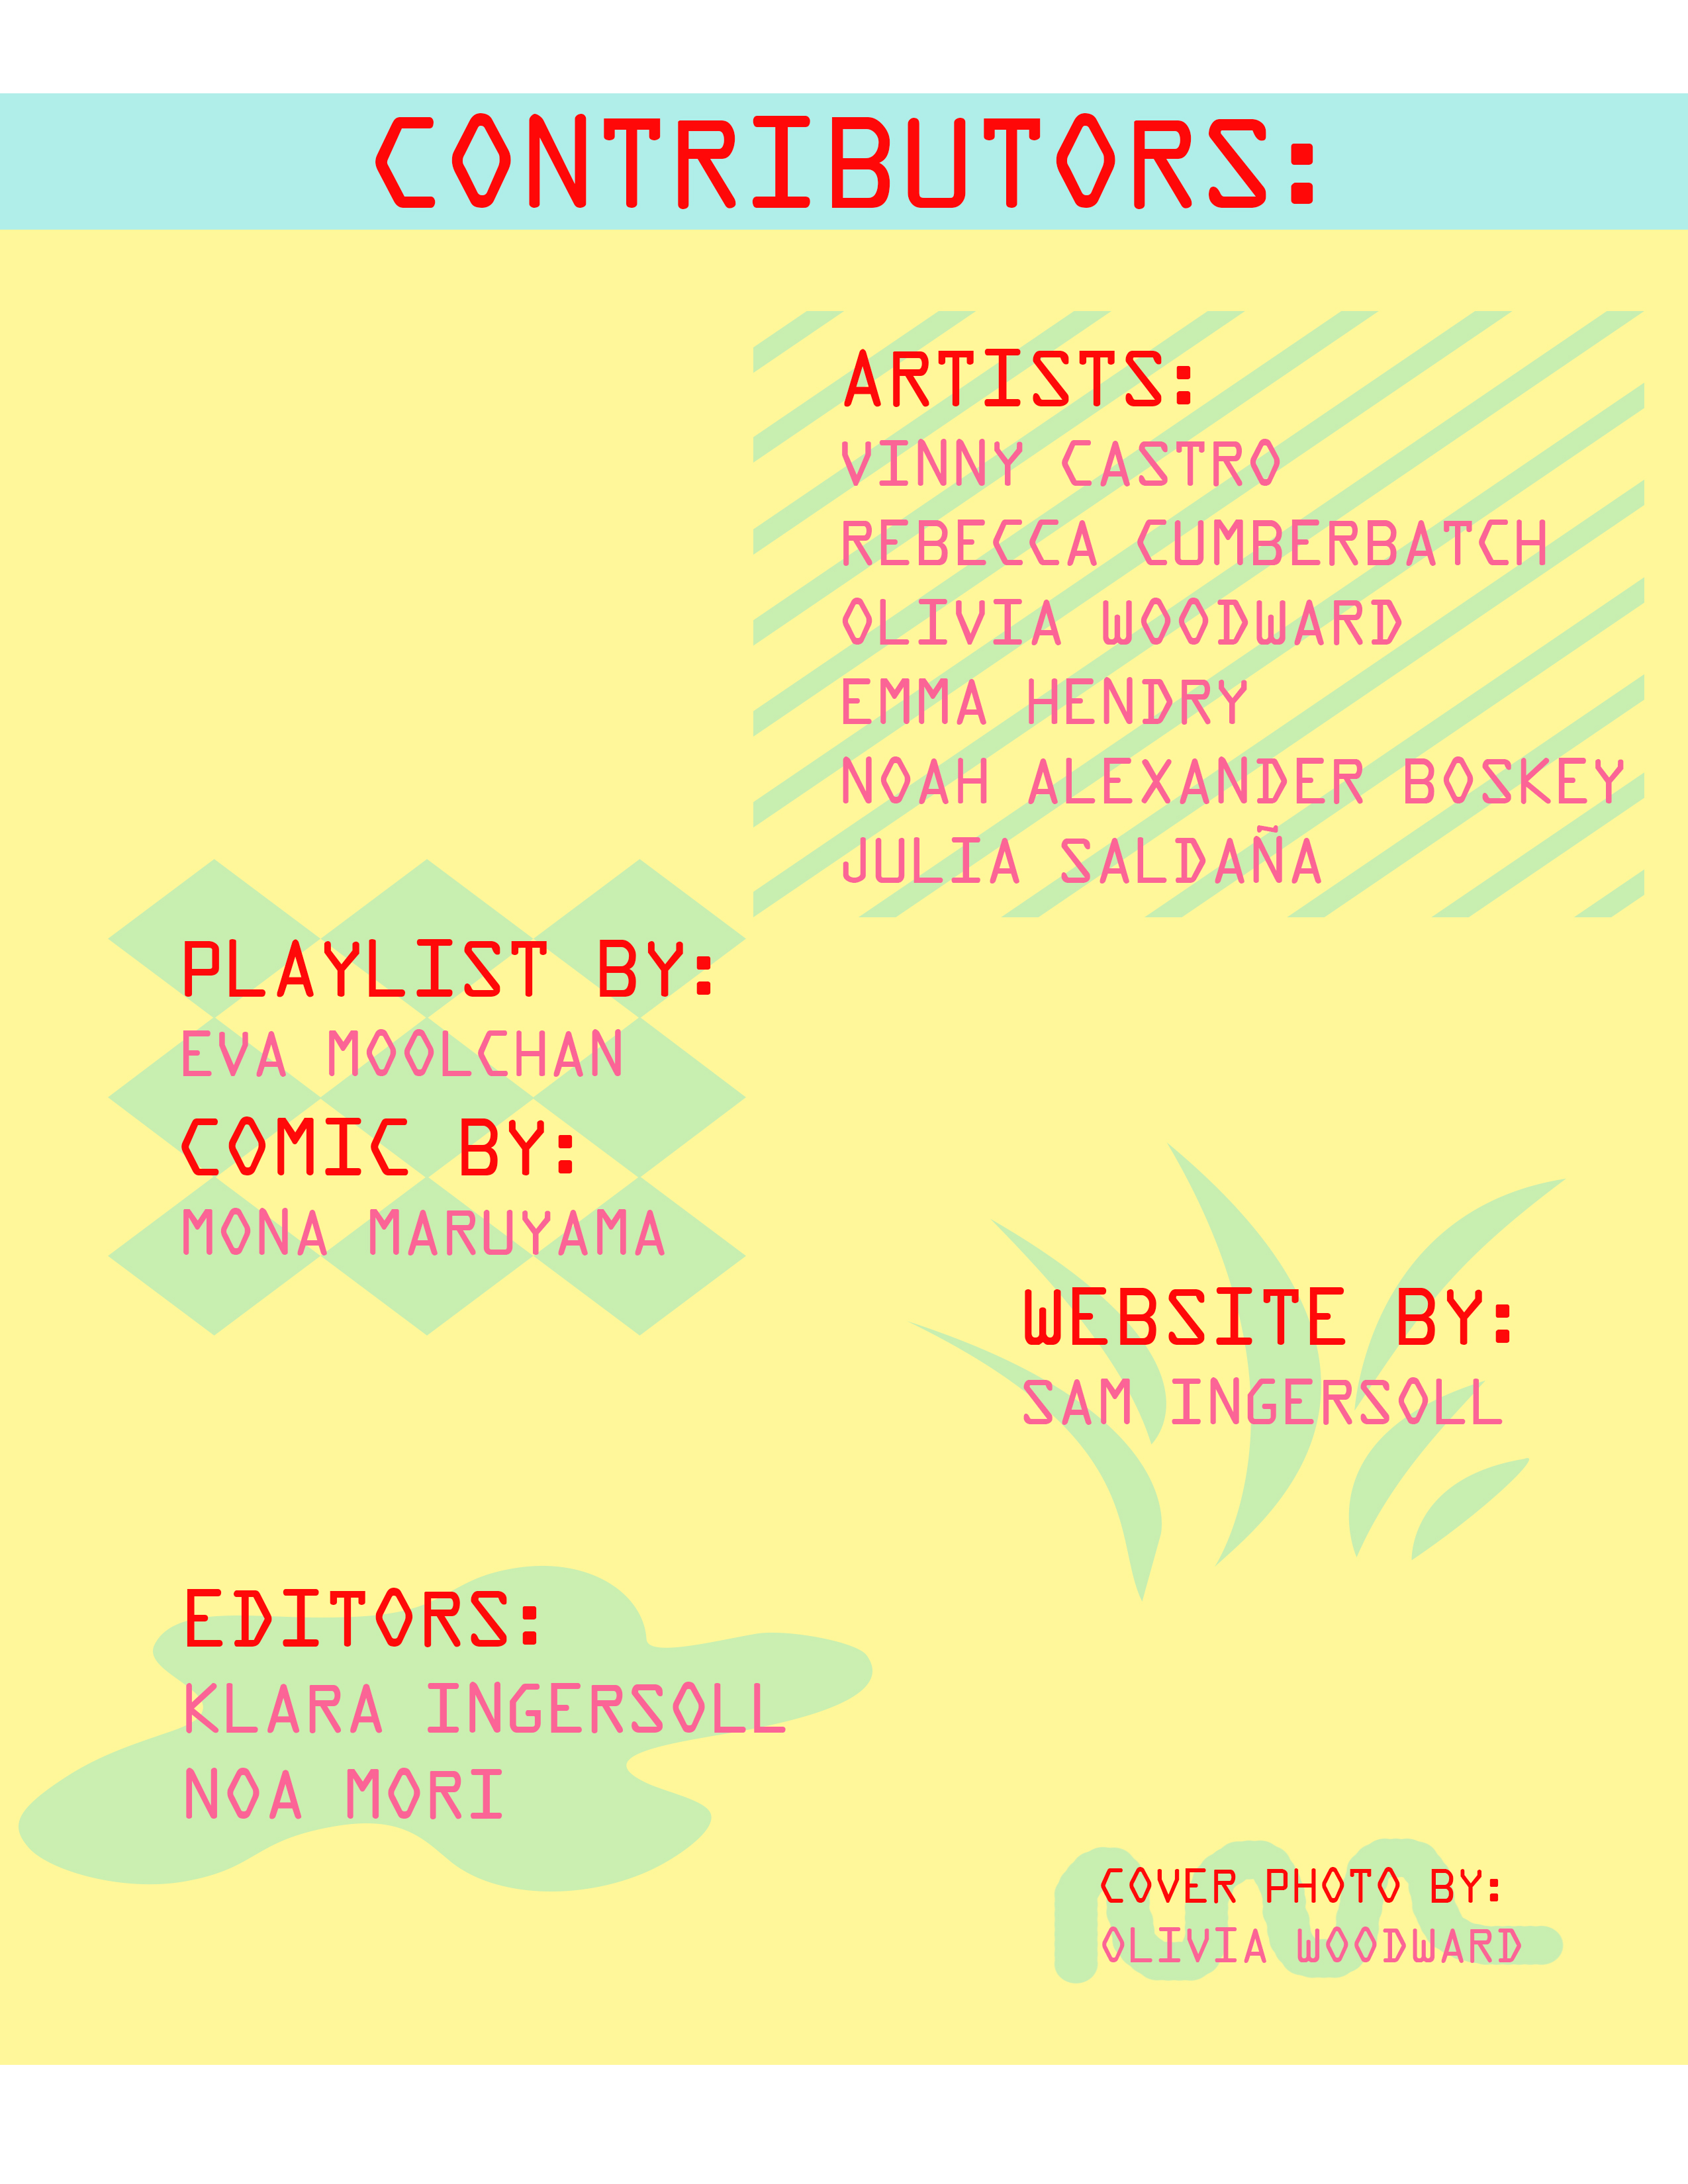 CONTRIBUTORS:
ARTISTS:
VINNY CASTRO
REBECCA CUMBERBATCH
OLIVIA WOODWARD
EMMA HENDRY
NOAH ALEXANDER BOSKEY
JULIA SALDAÑA
PLAYLIST BY:
EVA MOOLCHAN
COMIC BY:
MONA MARUYAMA
WEBSITE BY:
SAM INGERSOLL
EDITORS:
KLARA INGERSOLL
NOA MORI
COVER PHOTO BY:
OLIVIA WOODWARD